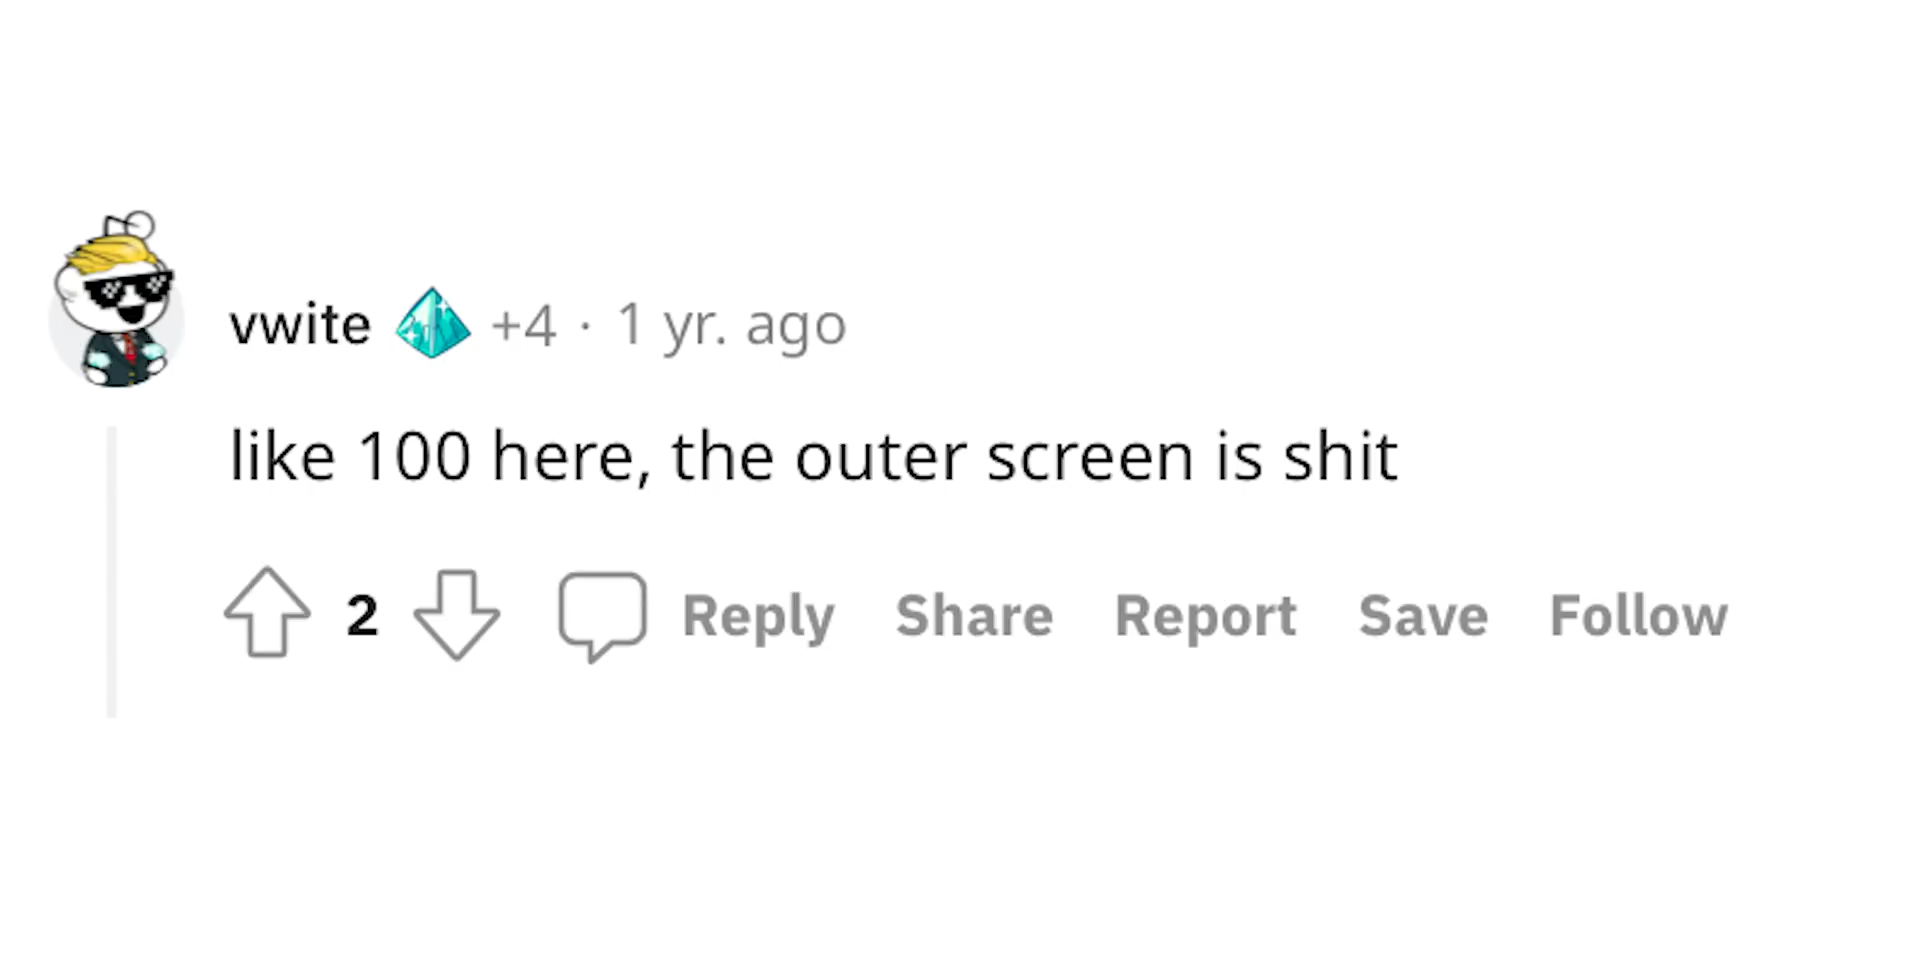 vwite +4 · 1 yr. ago
like 100 here, the outer screen is shit
2 Reply Share Report Save Follow